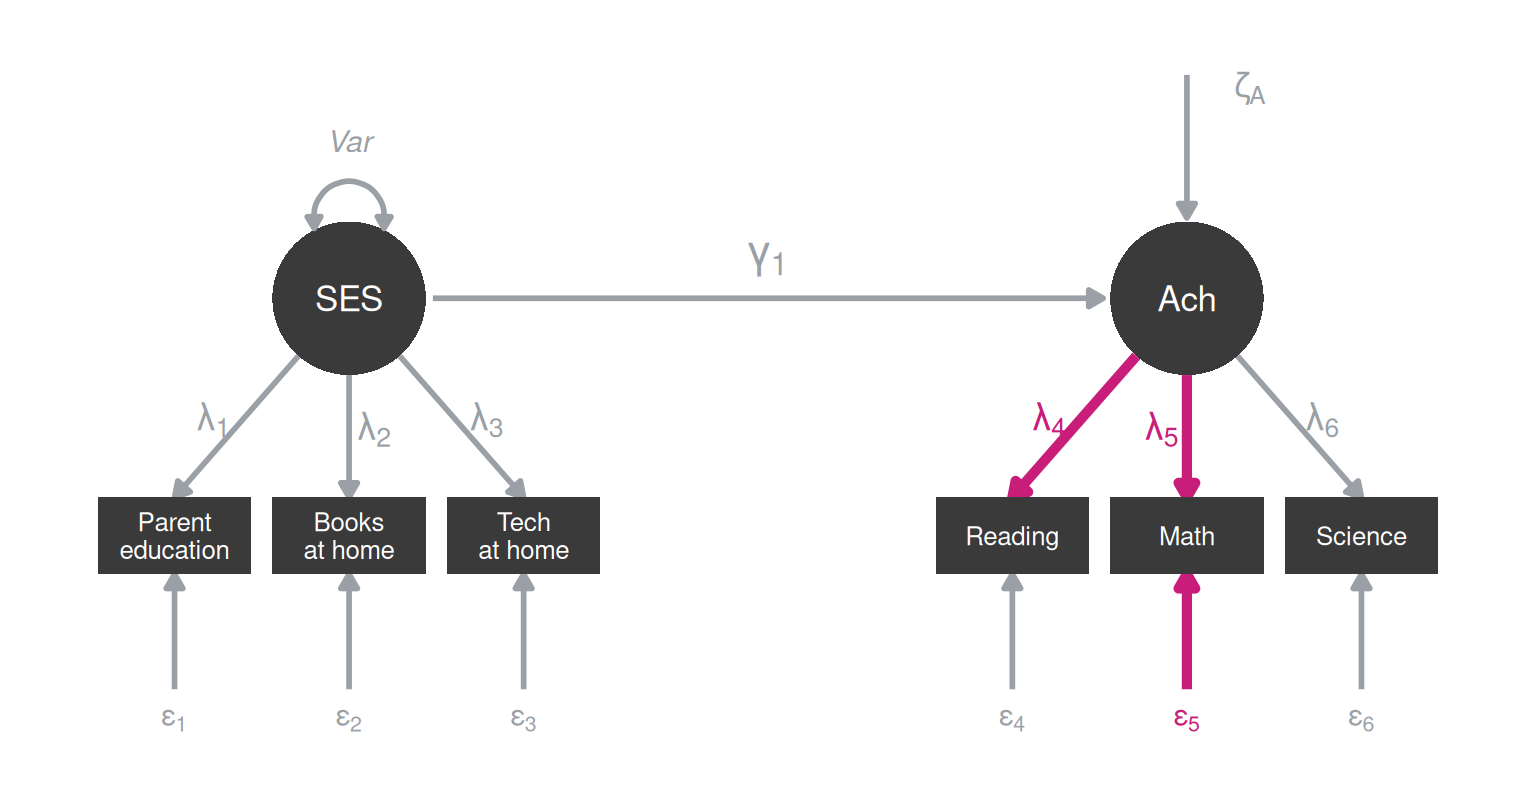 Var
ζA
γ1
SES
Ach
λ1
λ2
λ3
λ4
λ5
λ6
Parent
education
Books
at home
Tech
at home
Reading
Math
Science
ε1
ε2
ε3
ε4
ε5
ε6